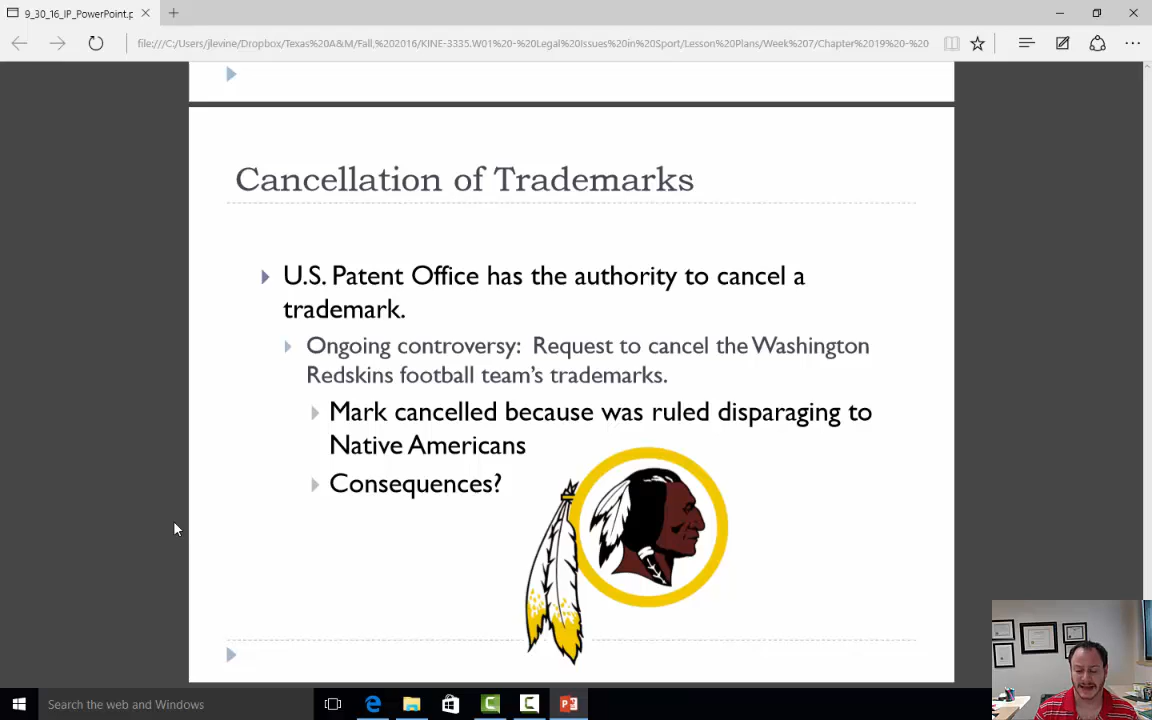 9_30_16_IP_PowerPoint.p
file:///C:/Users/jlevine/Dropbox/Texas%20A&M/Fall,%202016/KINE-3335.W01%20-%20Legal%20Issues%20in%20Sport/Lesson%20Plans/Week%207/Chapter%2019%20-%20
Cancellation of Trademarks
U.S. Patent Office has the authority to cancel a
trademark.
Ongoing controversy: Request to cancel the Washington
Redskins football team's trademarks.
Mark cancelled because was ruled disparaging to
Native Americans
Consequences?
Search the web and Windows